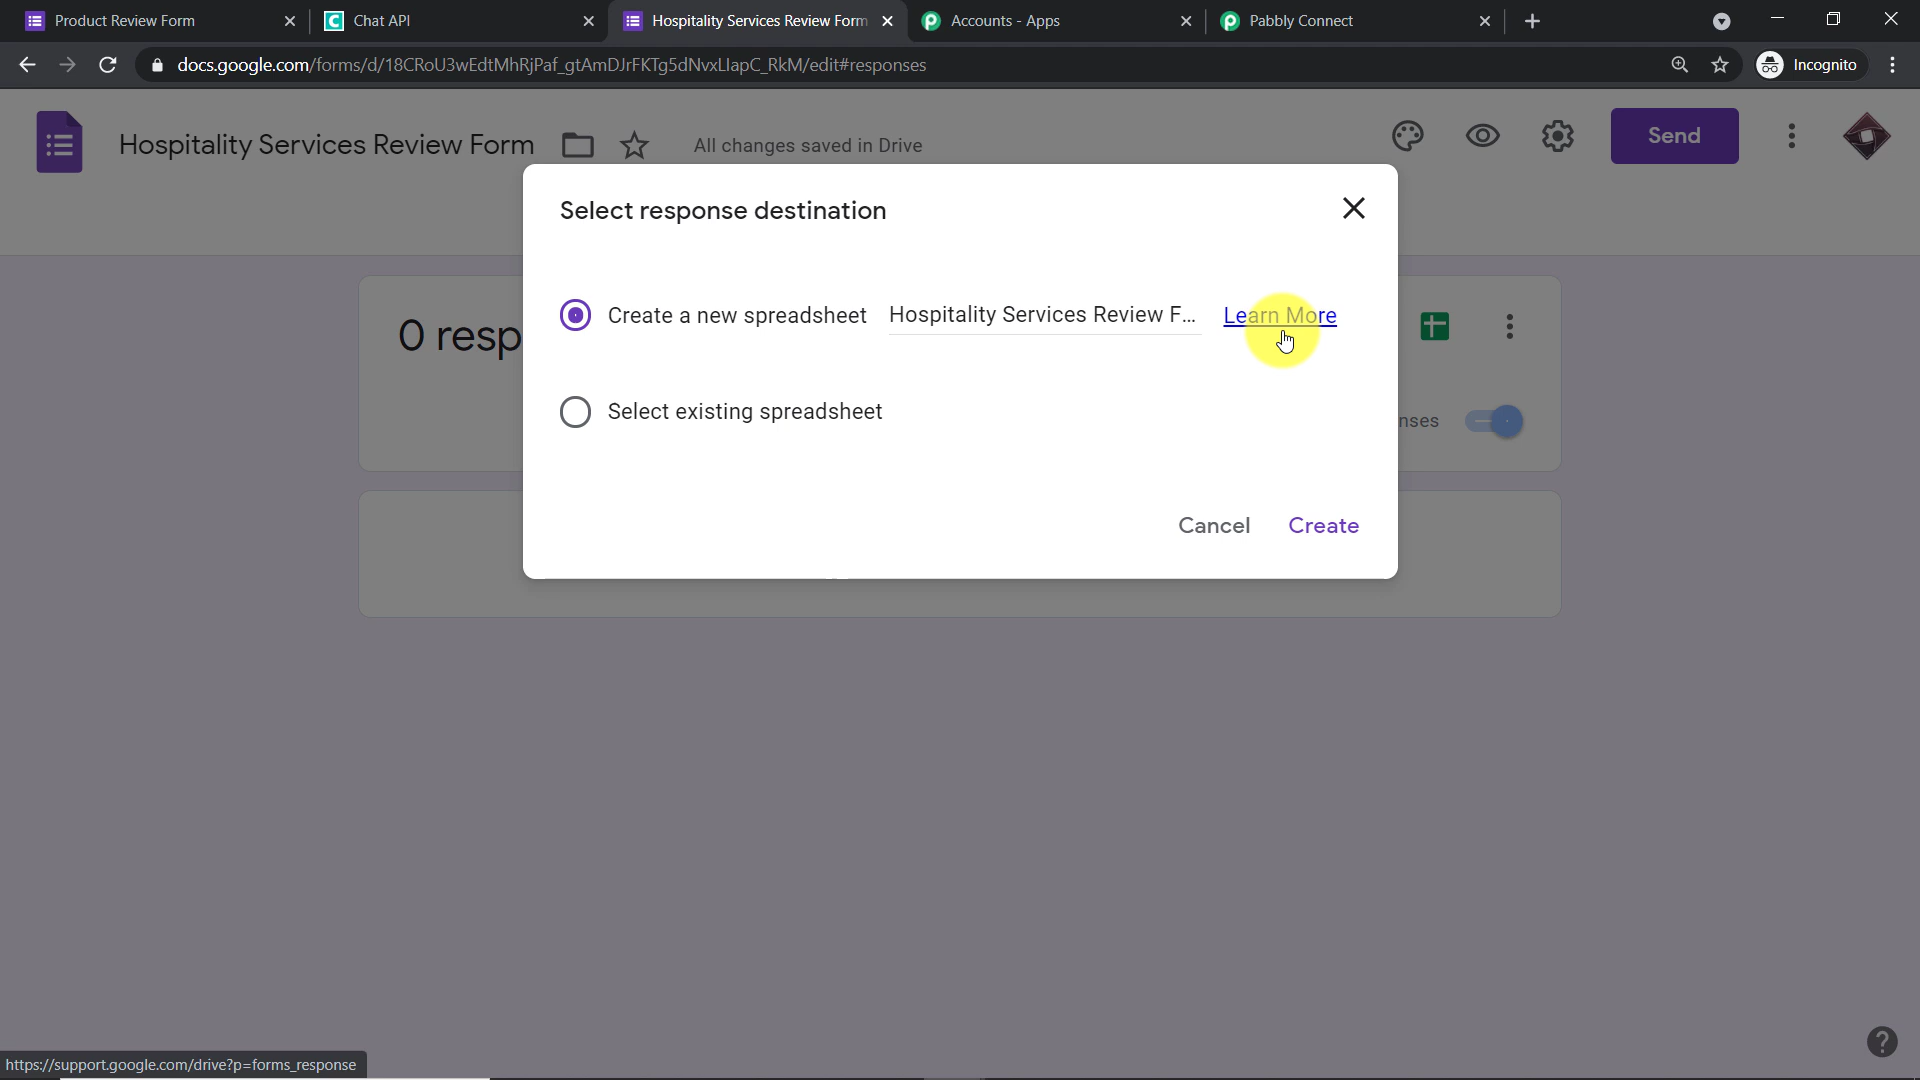 Product Review Form
Chat API
Hospitality Services Review Form
Accounts - Apps
Pabbly Connect
docs.google.com/forms/d/18CRoU3wEdtMhRjPaf_gtAmDJrFKTg5dNvxLlapC_RkM/edit#responses
Incognito
Hospitality Services Review Form
All changes saved in Drive
Send
Select response destination
0 resp
Create a new spreadsheet
Hospitality Services Review F...
Learn More
Select existing spreadsheet
nses
Cancel
Create
https://support.google.com/drive?p=forms_response